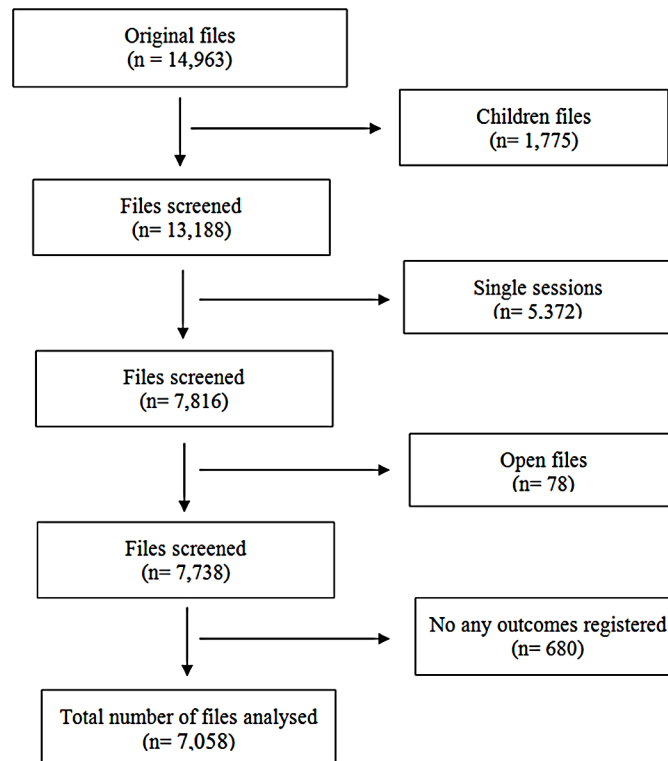 Original files
(n = 14,963)
Children files
(n= 1,775)
Files screened
(n= 13,188)
Single sessions
(n= 5.372)
Files screened
(n= 7,816)
Open files
(n= 78)
Files screened
(n= 7,738)
No any outcomes registered
(n= 680)
Total number of files analysed
(n= 7,058)